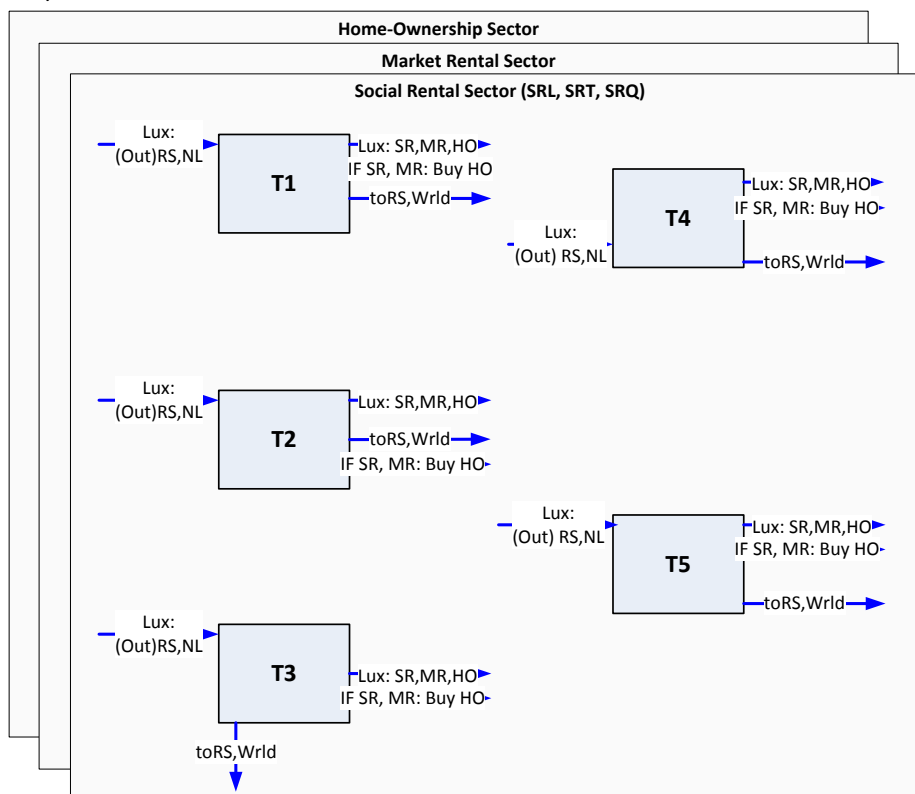 Home-Ownership Sector
Market Rental Sector
Social Rental Sector (SRL, SRT, SRQ)
Lux:
(Out)RS,NL
T1
Lux: SR,MR,HO
IF SR, MR: Buy HO
toRS,Wrld
Lux:
(Out) RS,NL
T4
Lux: SR,MR,HO
IF SR, MR: Buy HO
toRS,Wrld
Lux:
(Out)RS,NL
T2
Lux: SR,MR,HO
toRS,Wrld
IF SR, MR: Buy HO
Lux:
(Out) RS,NL
T5
Lux: SR,MR,HO
IF SR, MR: Buy HO
toRS,Wrld
Lux:
(Out)RS,NL
T3
Lux: SR,MR,HO
IF SR, MR: Buy HO
toRS,Wrld